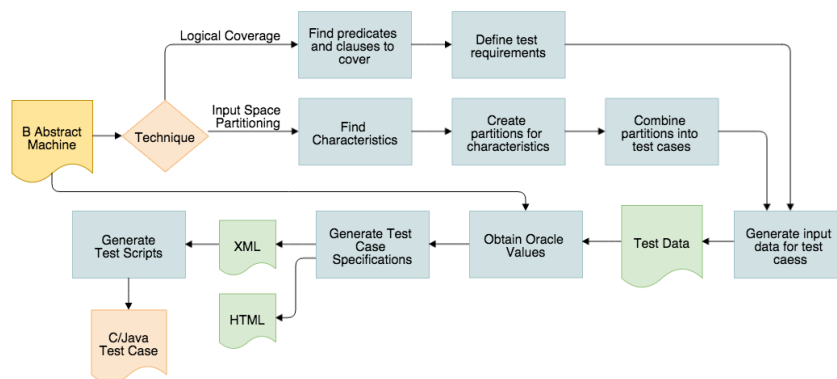 Logical Coverage
Find predicates
and clauses to
cover
Define test
requirements
B Abstract
Machine
Technique
Input Space
Partitioning
Find
Characteristics
Create
partitions for
characteristics
Combine
partitions into
test cases
Generate
Test Scripts
XML
Generate Test
Case
Specifications
Obtain Oracle
Values
Test Data
Generate input
data for test
caess
HTML
C/Java
Test Case